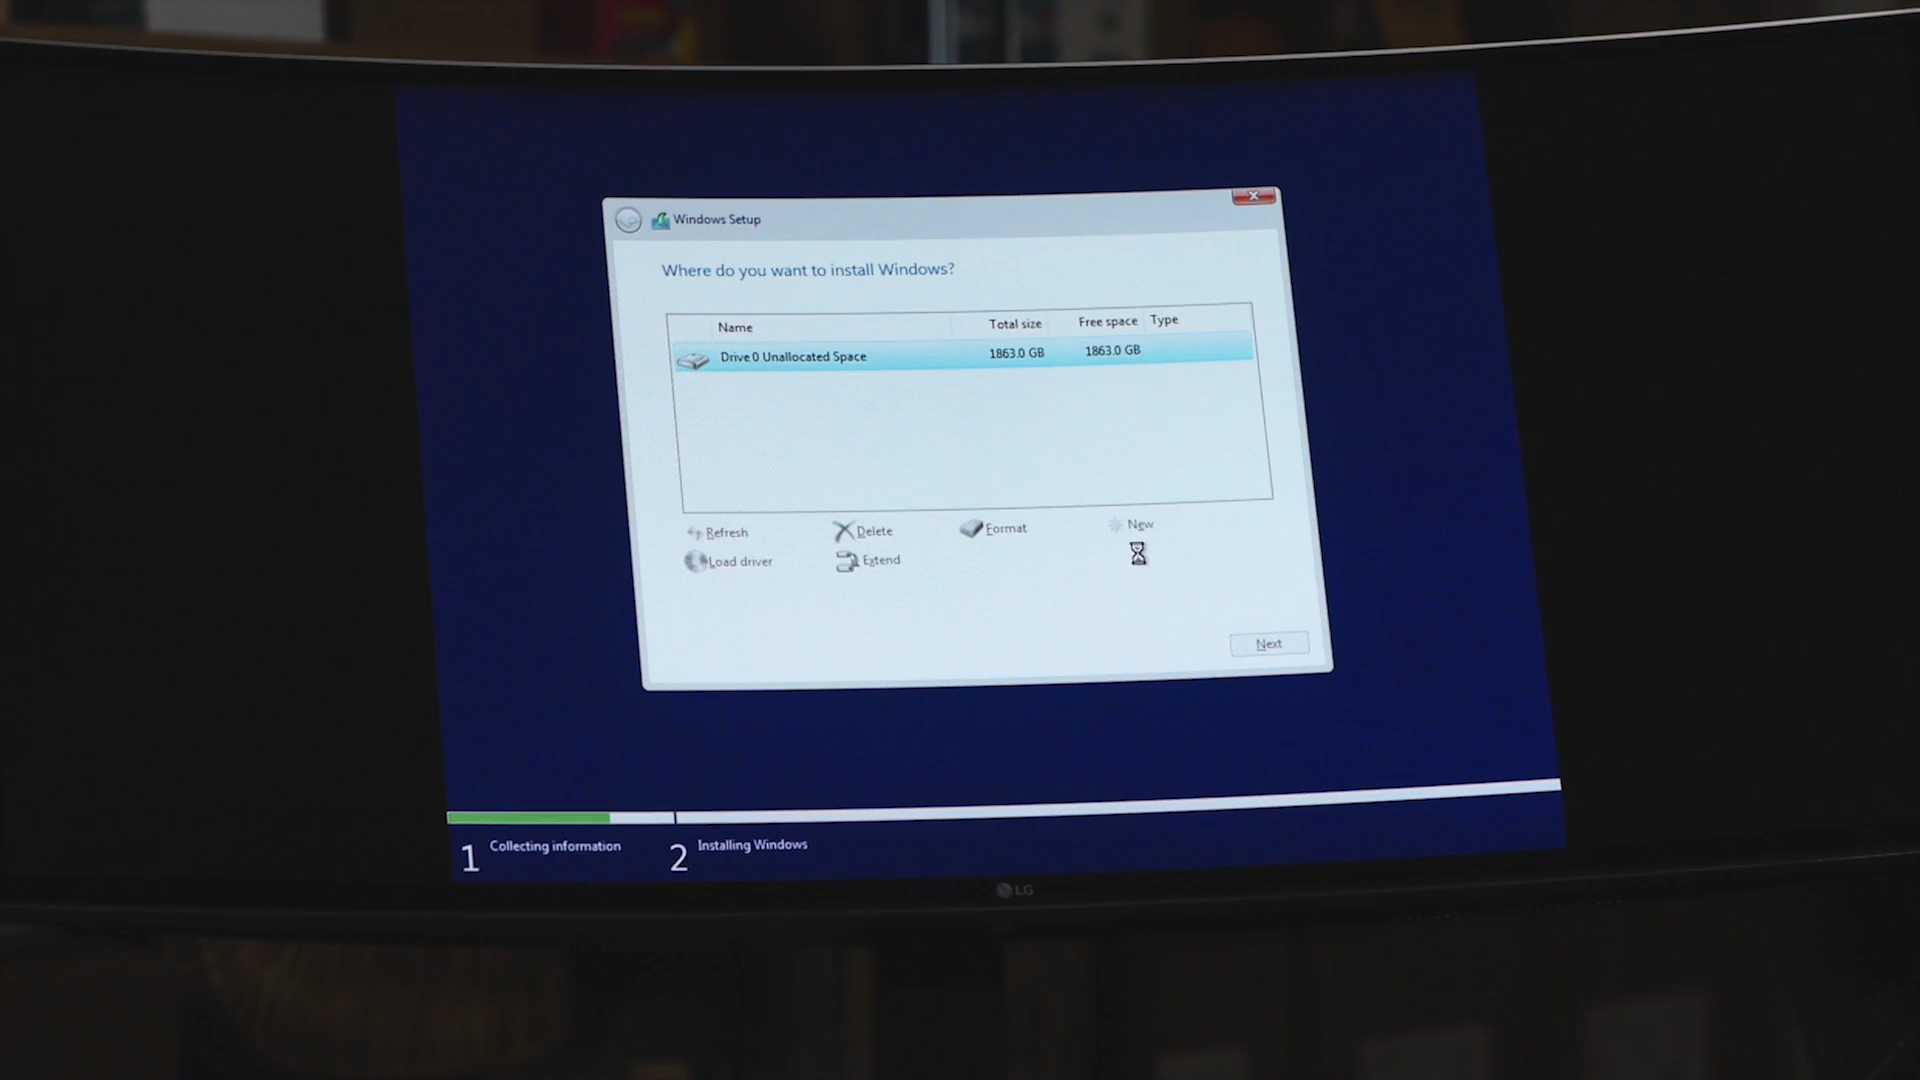 Windows Setup
Where do you want to install Windows?
Name Total size Free space Type
Drive 0 Unallocated Space 1863.0 GB 1863.0 GB
Refresh Delete Format New
Load driver Extend
Next
1 Collecting information 2 Installing Windows
LG